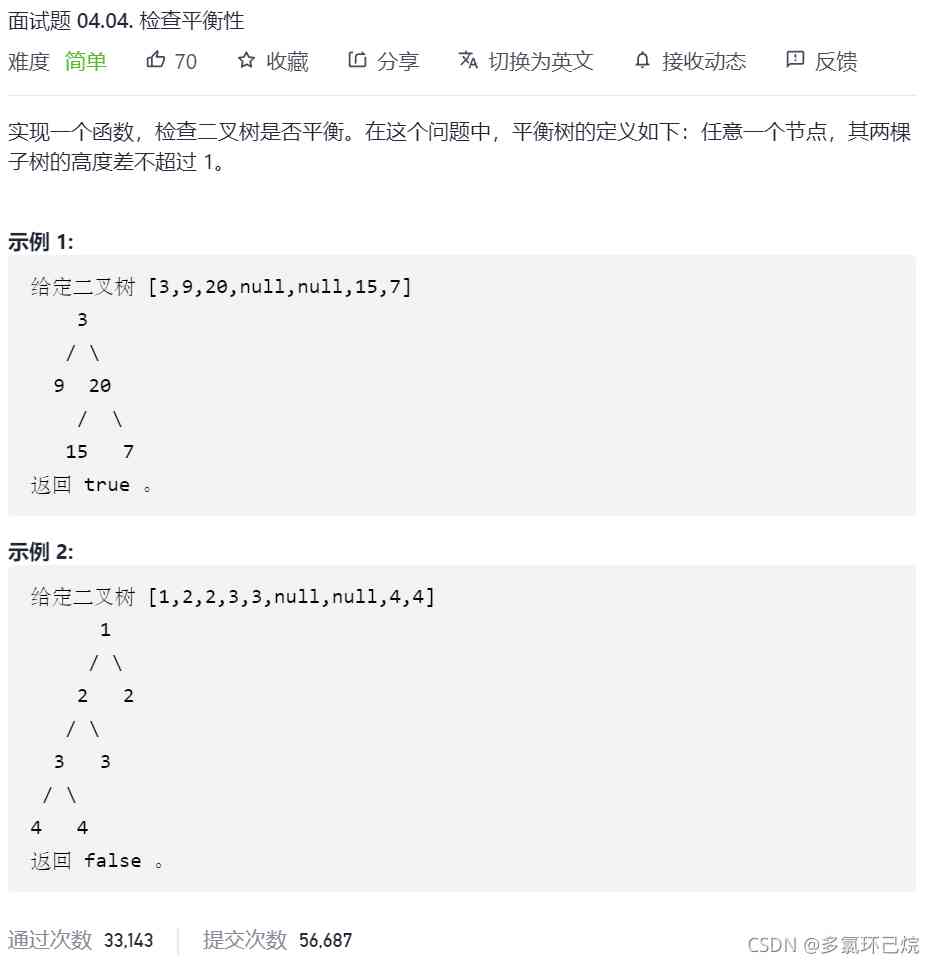 面试题 04.04. 检查平衡性
难度 简单 70 收藏 分享 切换为英文 接收动态 反馈
实现一个函数，检查二叉树是否平衡。在这个问题中，平衡树的定义如下：任意一个节点，其两棵
子树的高度差不超过 1。
示例 1:
给定二叉树 [3,9,20,null,null,15,7]
3
/ \
9 20
/ \
15 7
返回 true 。
示例 2:
给定二叉树 [1,2,2,3,3,null,null,4,4]
1
/ \
2 2
/ \
3 3
/ \
4 4
返回 false 。
通过次数 33,143 提交次数 56,687
CSDN @多氯环己烷